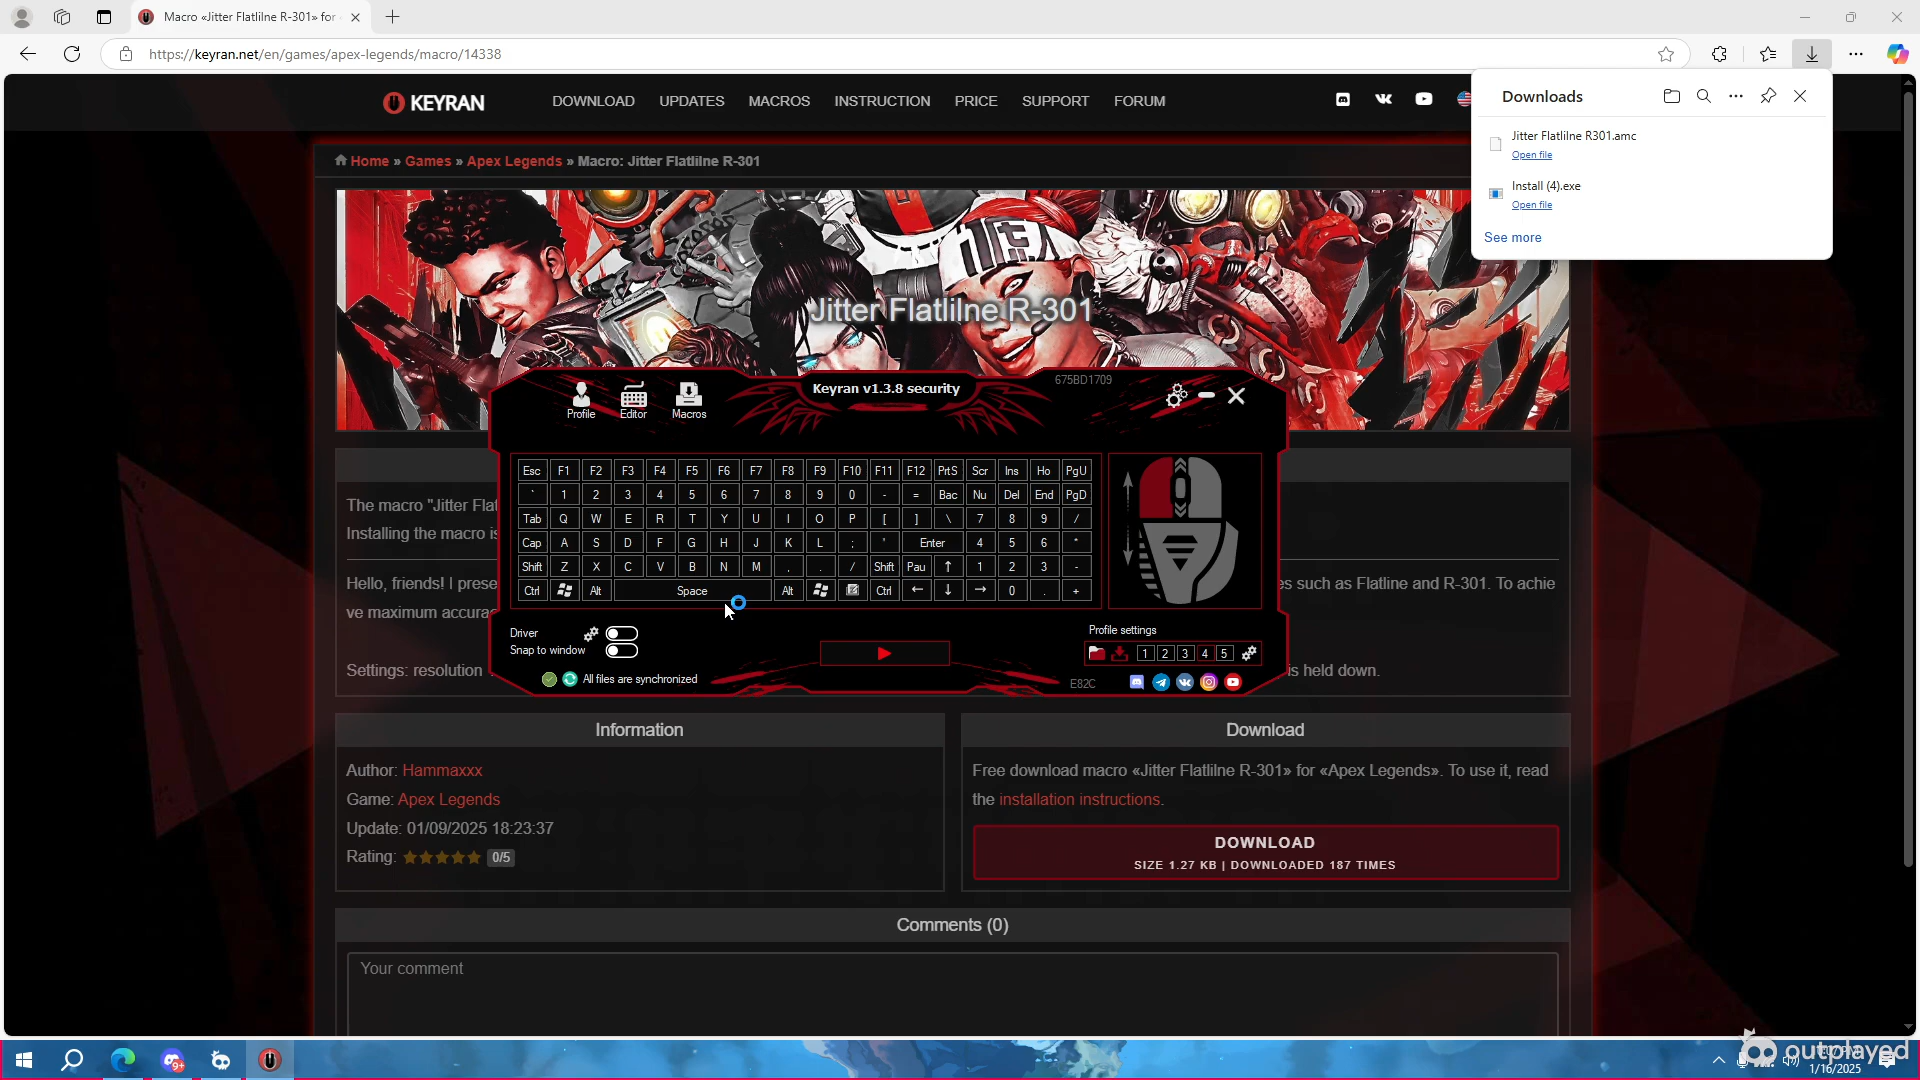 Macro «Jitter Flatlilne R-301» for
https://keyran.net/en/games/apex-legends/macro/14338
KEYRAN
DOWNLOAD UPDATES MACROS INSTRUCTION PRICE SUPPORT FORUM
Downloads
Jitter Flatlilne R301.amc
Open file
Install (4).exe
Open file
See more
Home » Games » Apex Legends » Macro: Jitter Flatlilne R-301
Jitter Flatlilne R-301
Keyran v1.3.8 security
675BD1709
Profile Editor Macros
Esc F1 F2 F3 F4 F5 F6 F7 F8 F9 F10 F11 F12 PrtS Scr Ins Ho PgU
` 1 2 3 4 5 6 7 8 9 0 - = Bac Nu Del End PgD
Tab Q W E R T Y U I O P [ ] \ 7 8 9 /
Cap A S D F G H J K L ; ' Enter 4 5 6 *
Shift Z X C V B N M , . / Shift Pau ↑ 1 2 3 -
Ctrl Alt Space Alt Ctrl ← ↓ → 0 . +
Driver
Snap to window
All files are synchronized
Profile settings
1 2 3 4 5
E82C
The macro "Jitter Flat
Installing the macro is
Hello, friends! I prese
es such as Flatline and R-301. To achie
ve maximum accura
Settings: resolution
is held down.
Information
Author: Hammaxxx
Game: Apex Legends
Update: 01/09/2025 18:23:37
Rating: 0/5
Download
Free download macro «Jitter Flatlilne R-301» for «Apex Legends». To use it, read
the installation instructions.
DOWNLOAD
SIZE 1.27 KB | DOWNLOADED 187 TIMES
Comments (0)
Your comment
9+
outplayed
1/16/2025